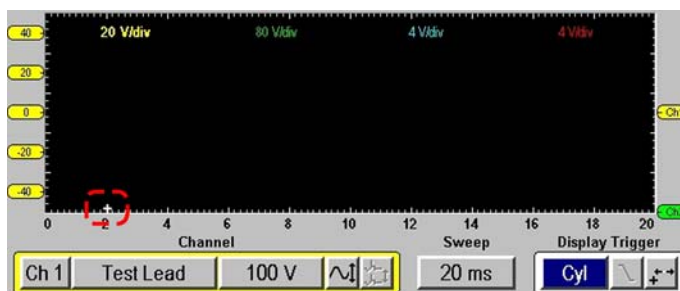 20 V/div 80 V/div 4 V/div 4 V/div
40
20
0 Ch
-20
-40 Ch
0 2 4 6 8 10 12 14 16 18 20
Channel Sweep Display Trigger
Ch 1 Test Lead 100 V 20 ms Cyl